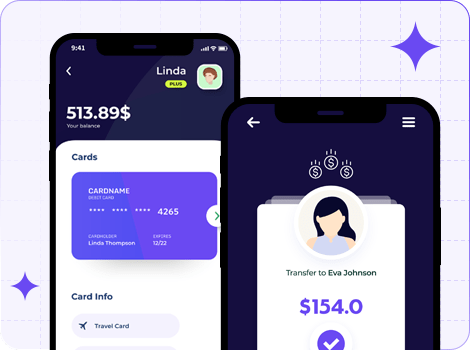 9:41
Linda
PLUS
513.89$
Your balance
Cards
CARDNAME
DEBIT CARD
**** **** **** 4265
CARDHOLDER EXPIRES
Linda Thompson 12/22
Card Info
Travel Card
$ $ $
Transfer to Eva Johnson
$154.0